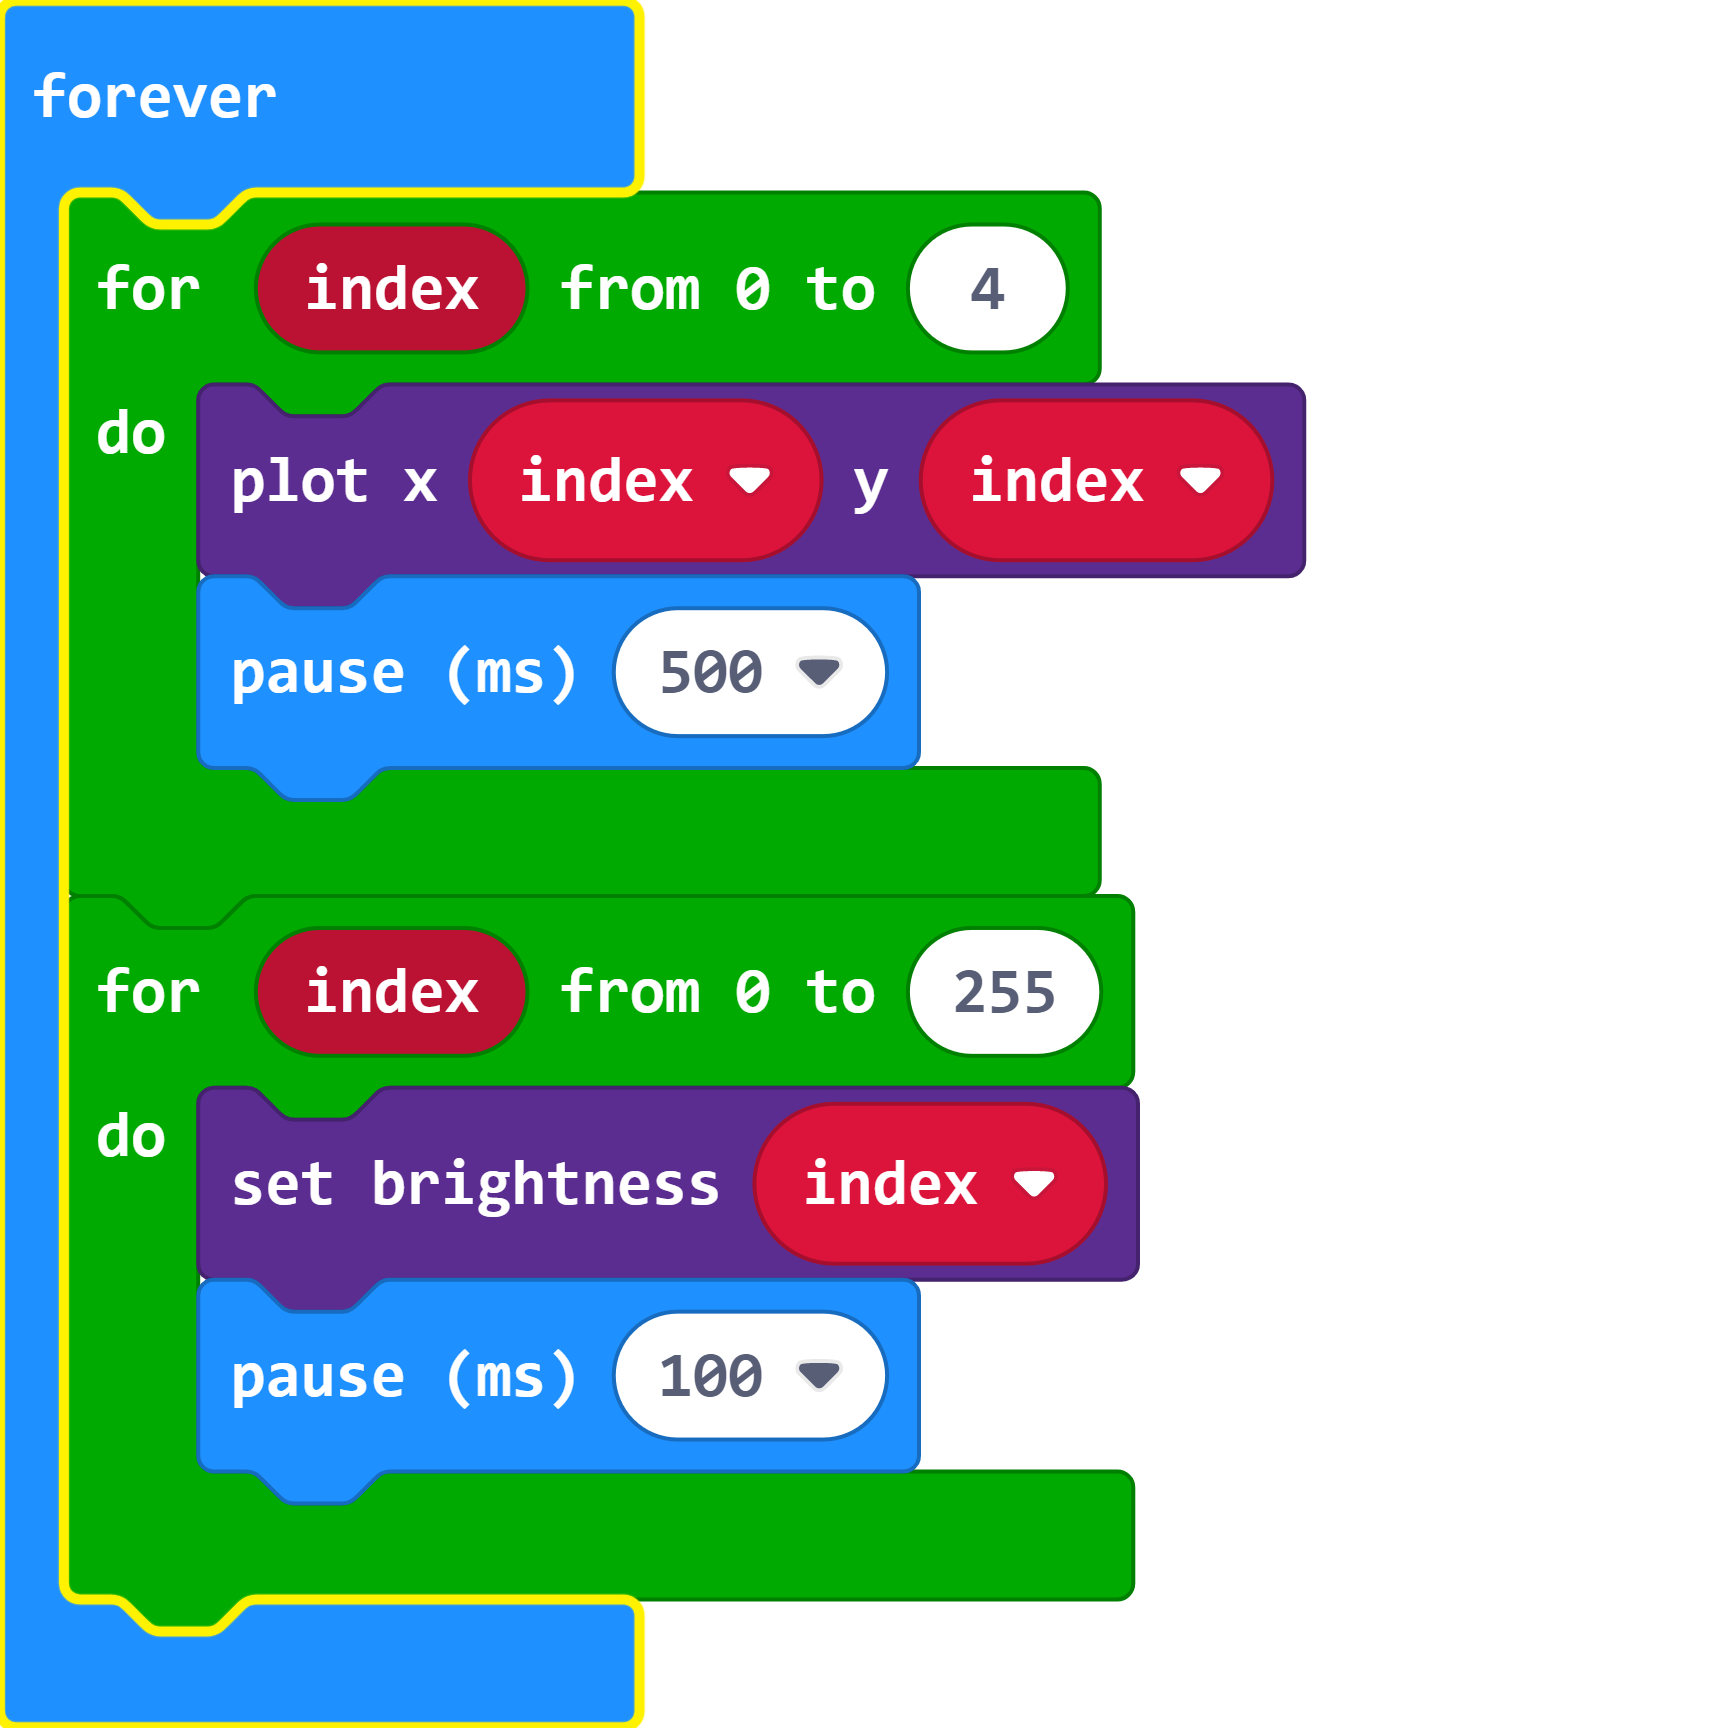 forever
for index from 0 to 4
do
plot x index y index
pause (ms) 500
for index from 0 to 255
do
set brightness index
pause (ms) 100